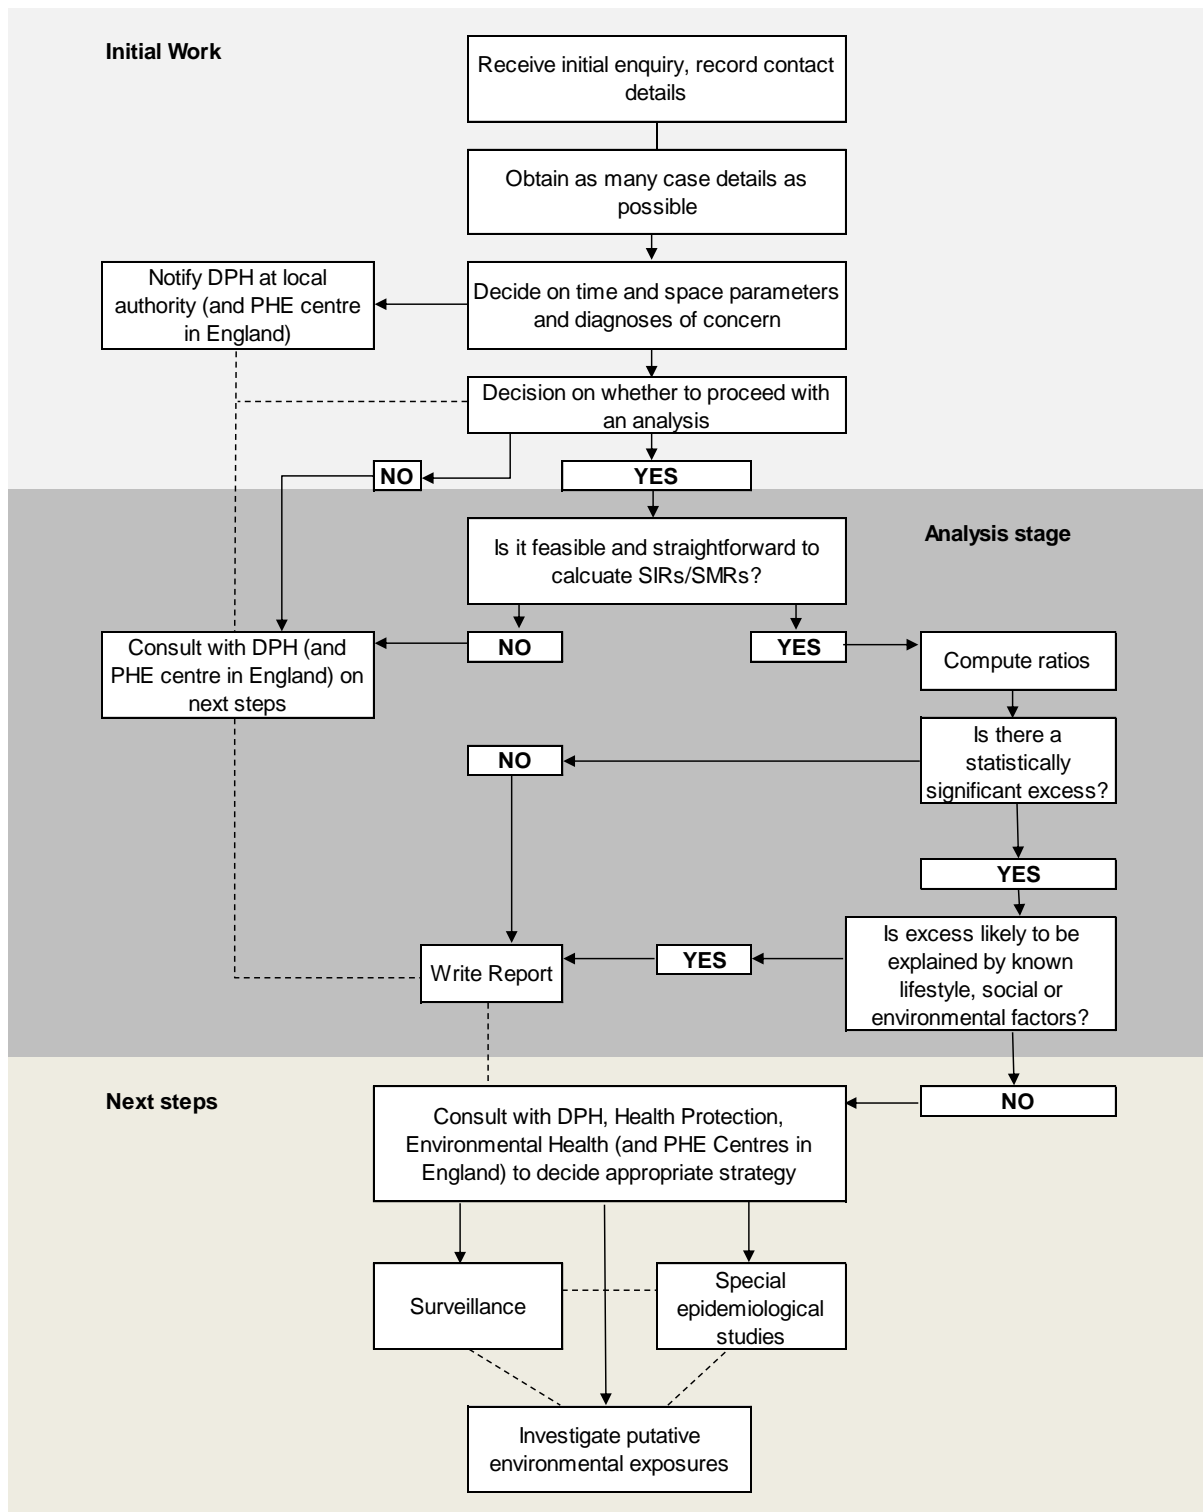 Initial Work
Receive initial enquiry, record contact
details
Obtain as many case details as
possible
Notify DPH at local
authority (and PHE centre
in England)
Decide on time and space parameters
and diagnoses of concern
Decision on whether to proceed with
an analysis
NO
YES
Analysis stage
Is it feasible and straightforward to
calcuate SIRs/SMRs?
Consult with DPH (and
PHE centre in England) on
next steps
NO
YES
Compute ratios
NO
Is there a
statistically
significant excess?
YES
Write Report
YES
Is excess likely to be
explained by known
lifestyle, social or
environmental factors?
Next steps
NO
Consult with DPH, Health Protection,
Environmental Health (and PHE Centres in
England) to decide appropriate strategy
Surveillance
Special
epidemiological
studies
Investigate putative
environmental exposures